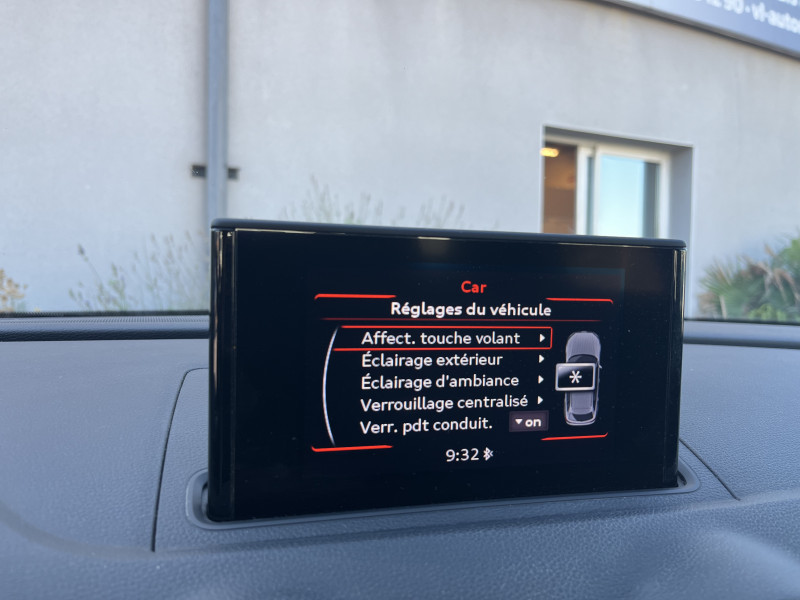 Car
Réglages du véhicule
Affect. touche volant
Éclairage extérieur
Éclairage d'ambiance
Verrouillage centralisé
Verr. pdt conduit. on
9:32